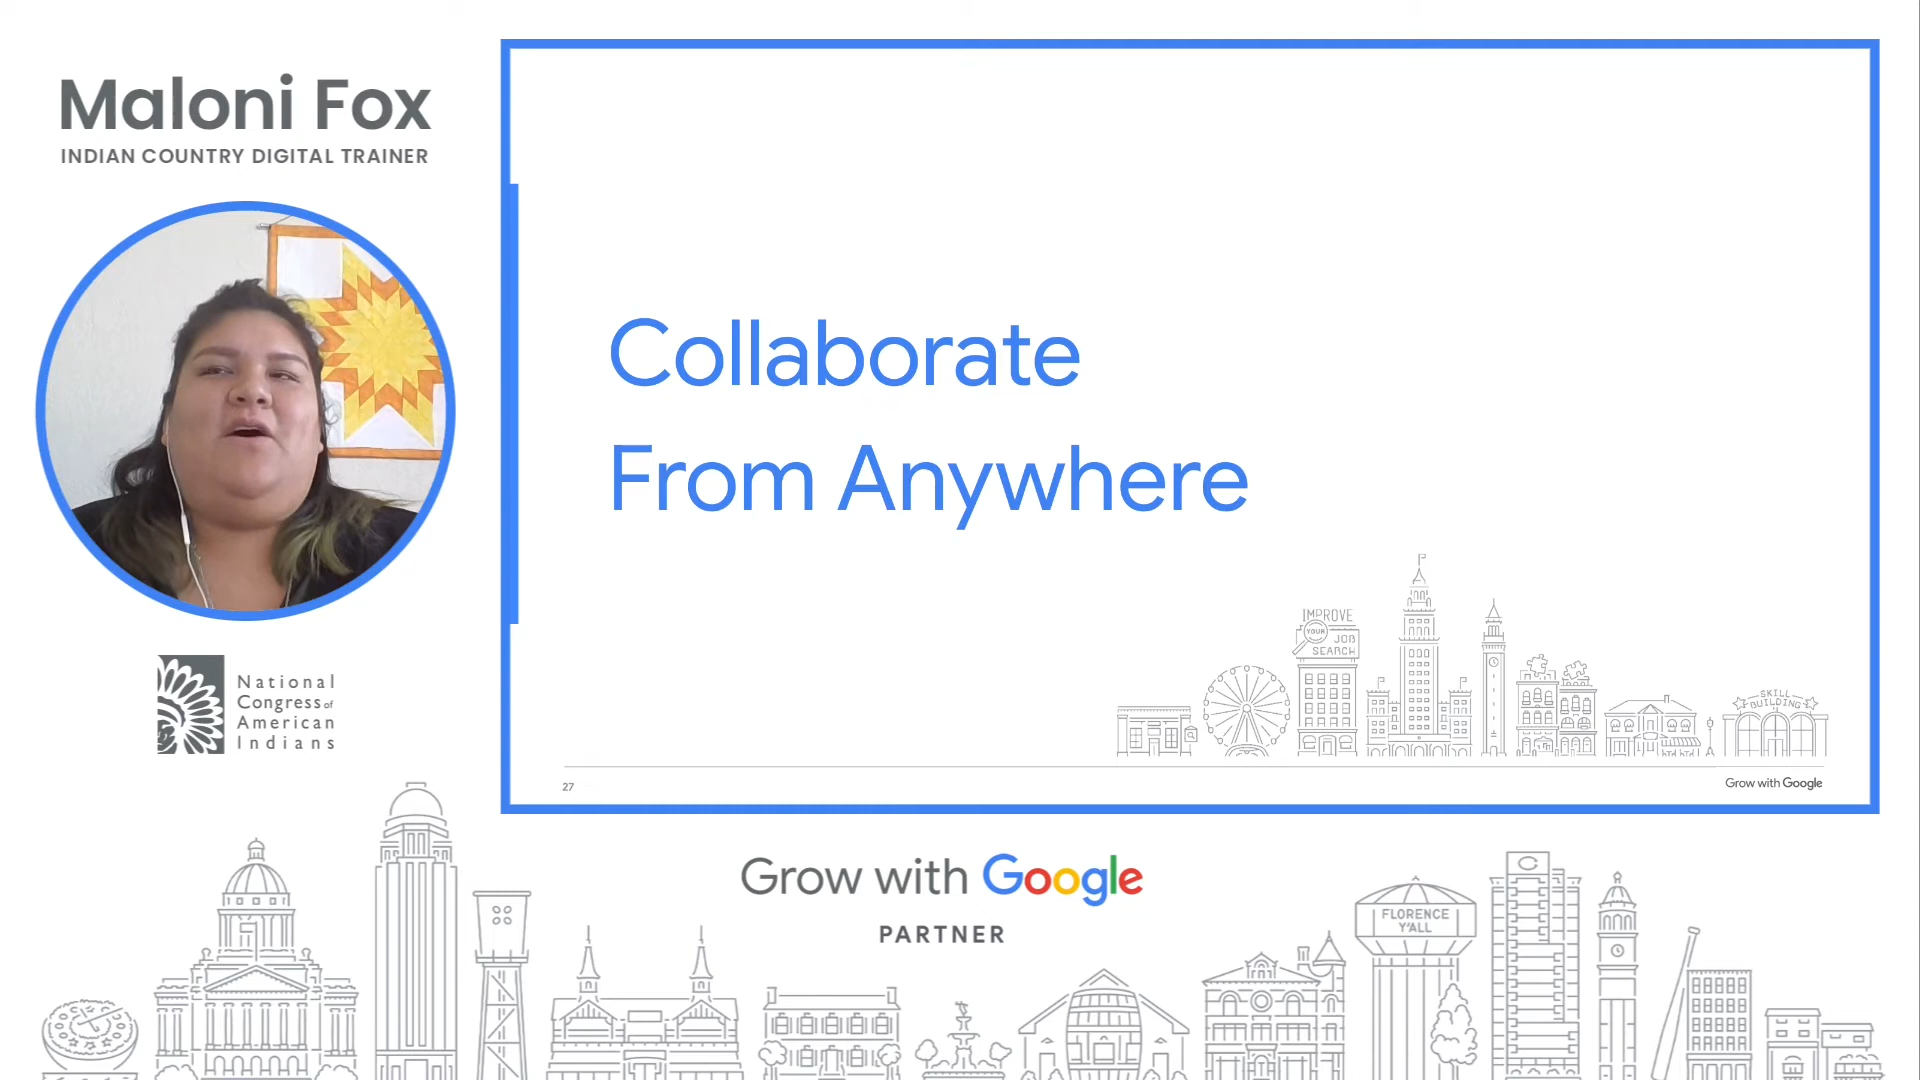 Maloni Fox
INDIAN COUNTRY DIGITAL TRAINER
National
Congress of
American
Indians
Collaborate
From Anywhere
IMPROVE
YOUR JOB
SEARCH
SKILL
BUILDING
27
Grow with Google
Grow with Google
PARTNER
FLORENCE
Y'ALL
C